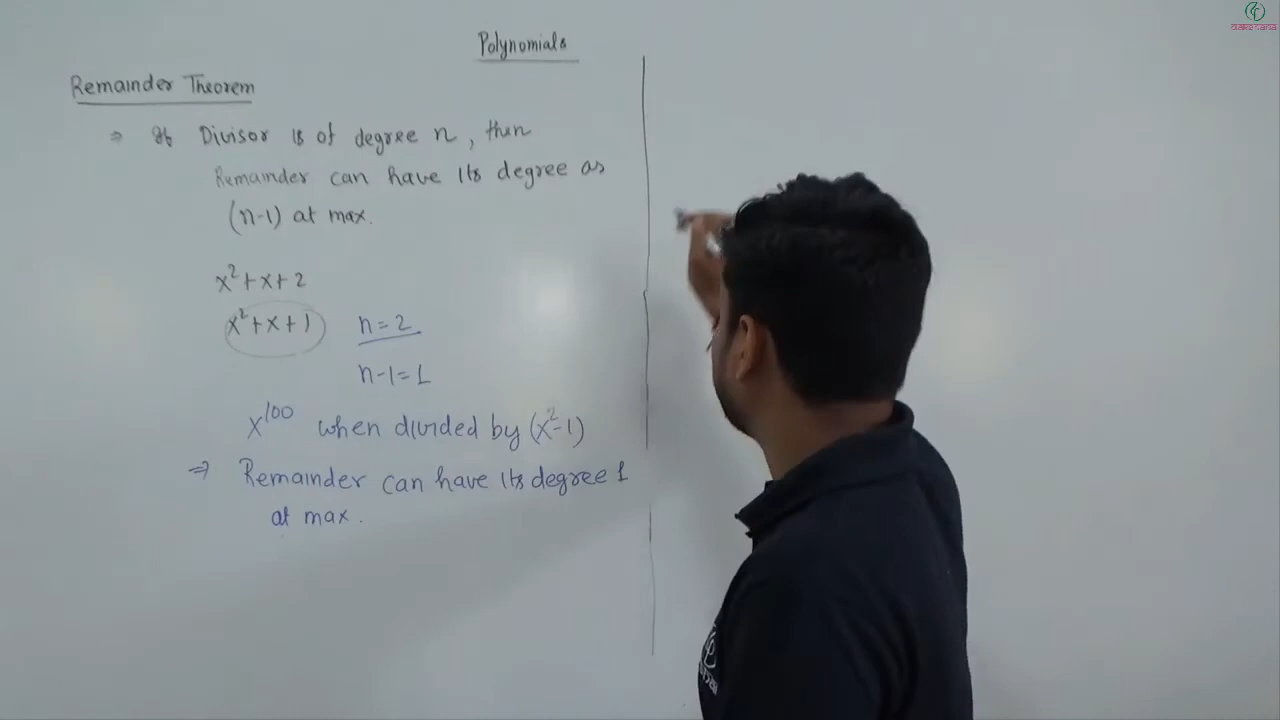 Polynomials
Remainder Theorem
⇒ If Divisor is of degree n, then
Remainder can have its degree as
(n-1) at max.
x²+x+2
x²+x+1 n=2
n-1=1
x¹⁰⁰ when divided by (x²-1)
⇒ Remainder can have its degree 1
at max.